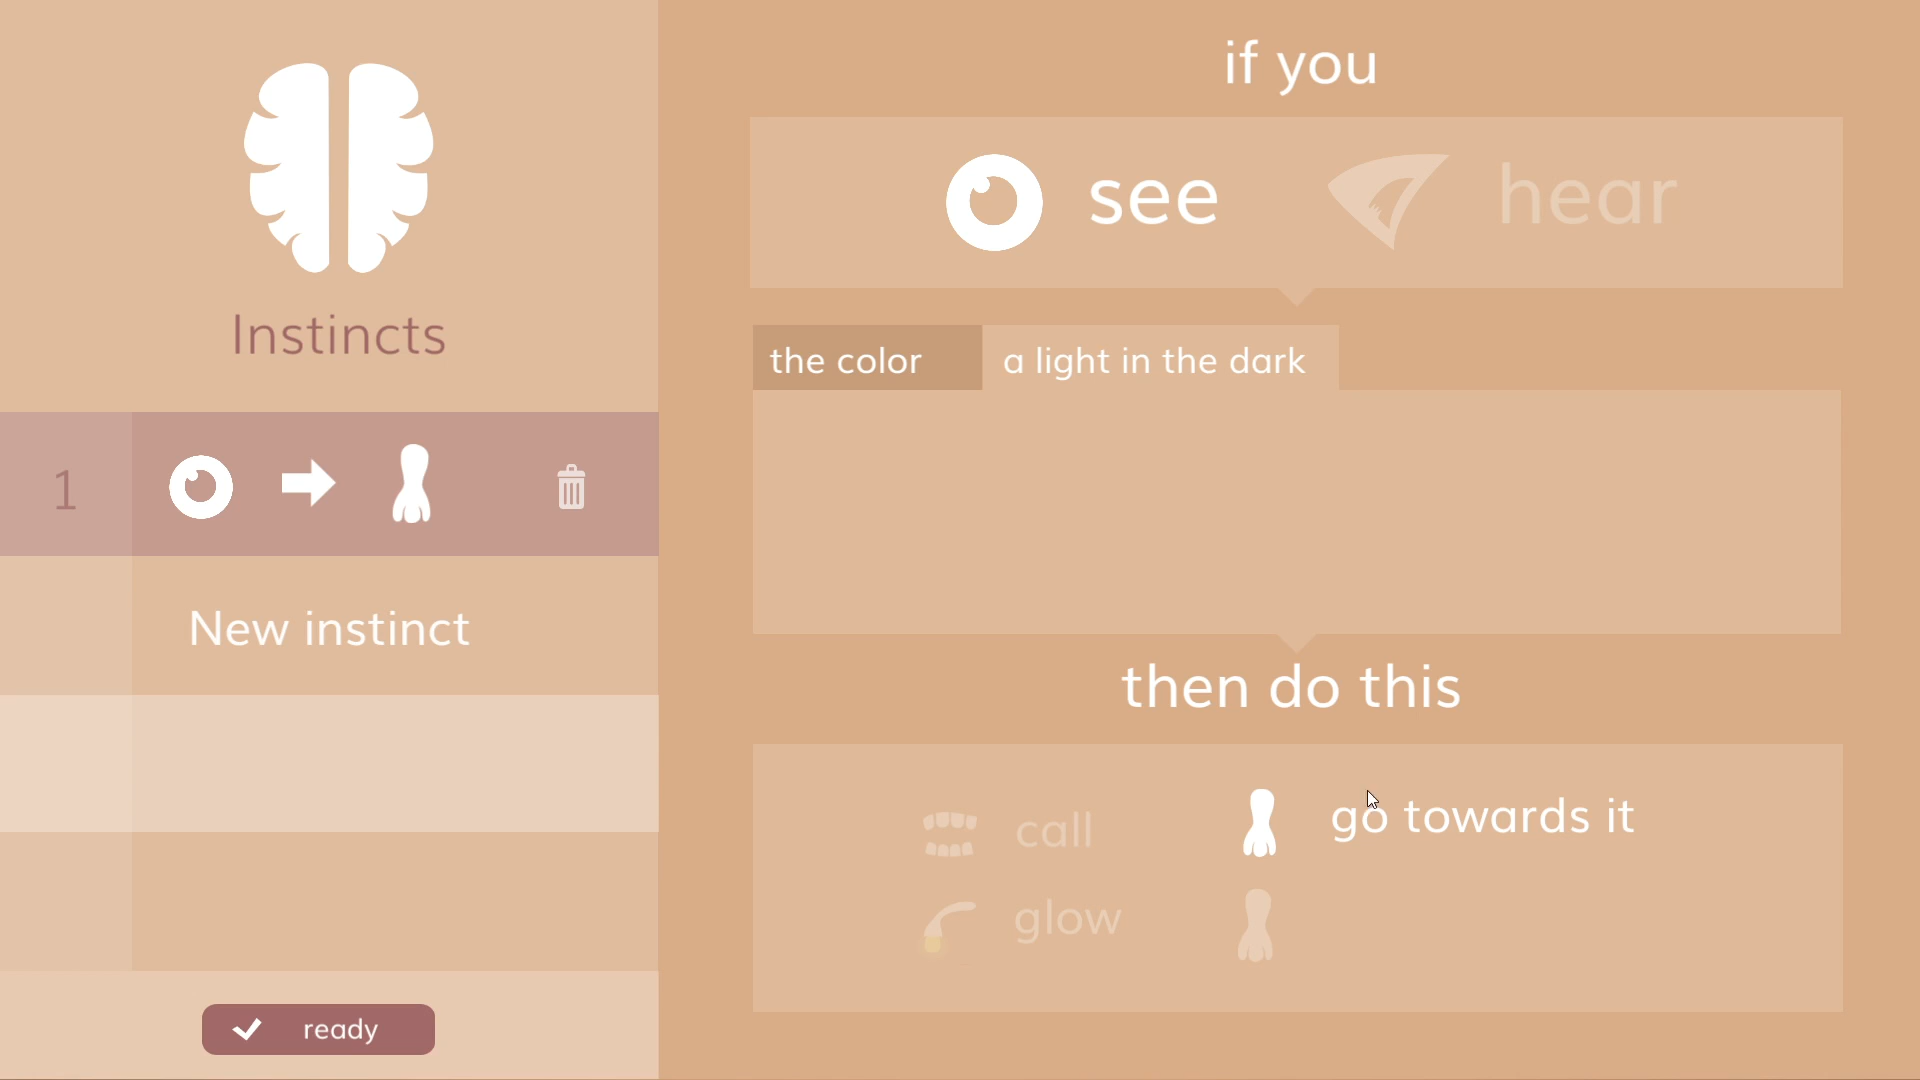 Instincts
1
New instinct
ready
if you
see
hear
the color
a light in the dark
then do this
call
go towards it
glow